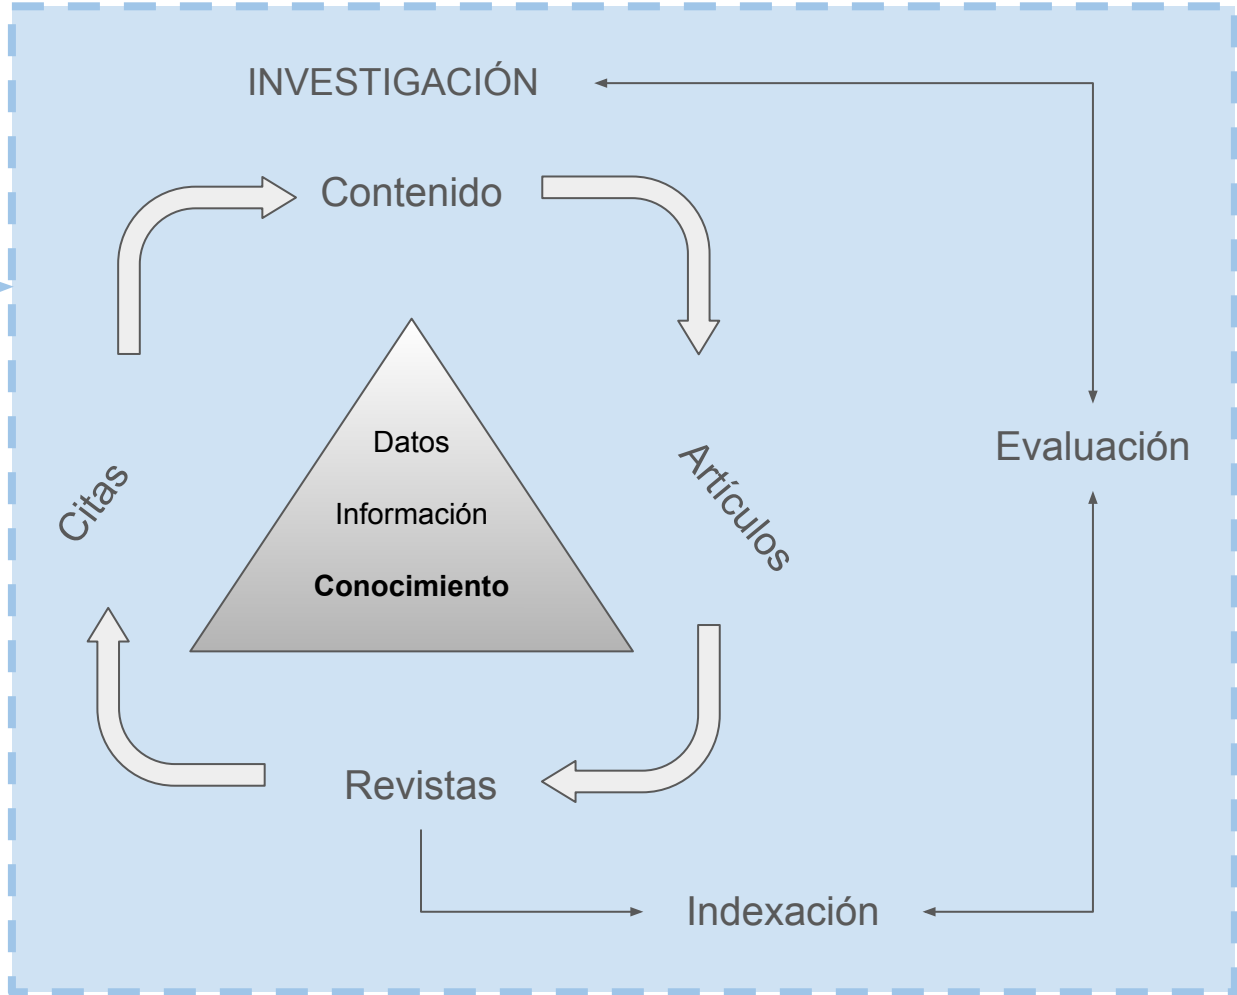 INVESTIGACIÓN
Contenido
Datos
Información
Conocimiento
Citas
Artículos
Evaluación
Revistas
Indexación